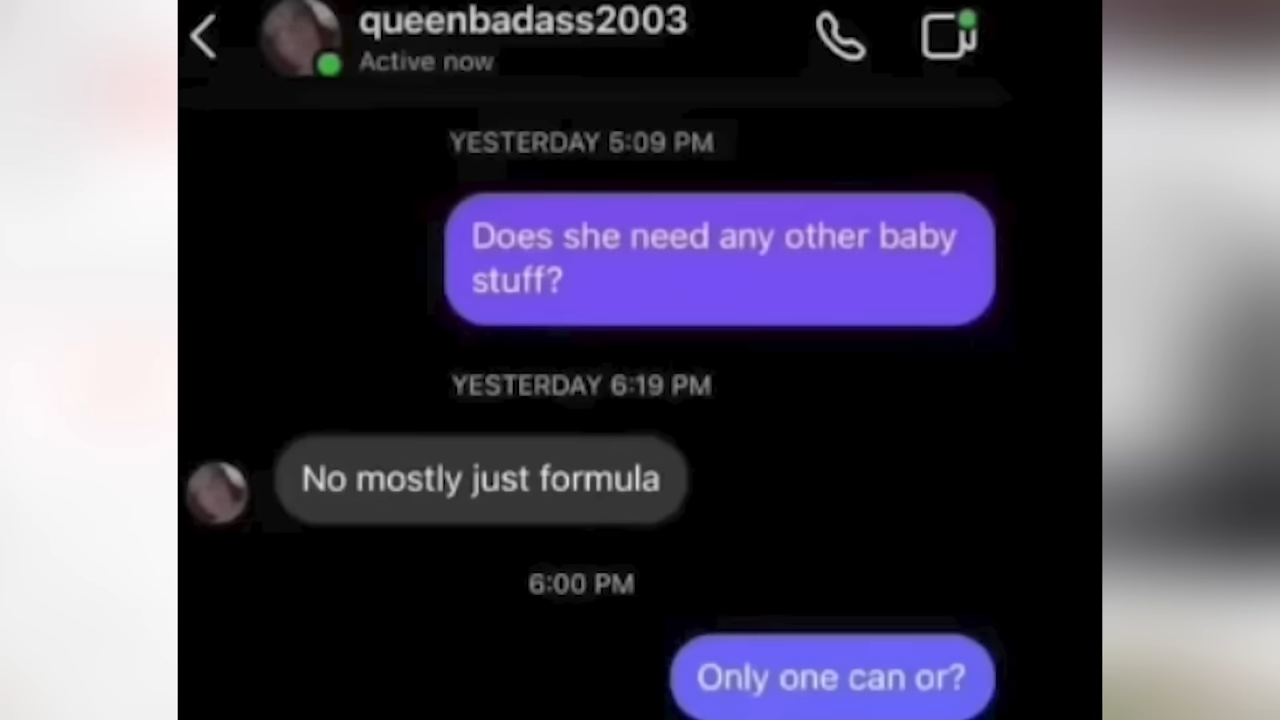 queenbadass2003
Active now
YESTERDAY 5:09 PM
Does she need any other baby
stuff?
YESTERDAY 6:19 PM
No mostly just formula
6:00 PM
Only one can or?